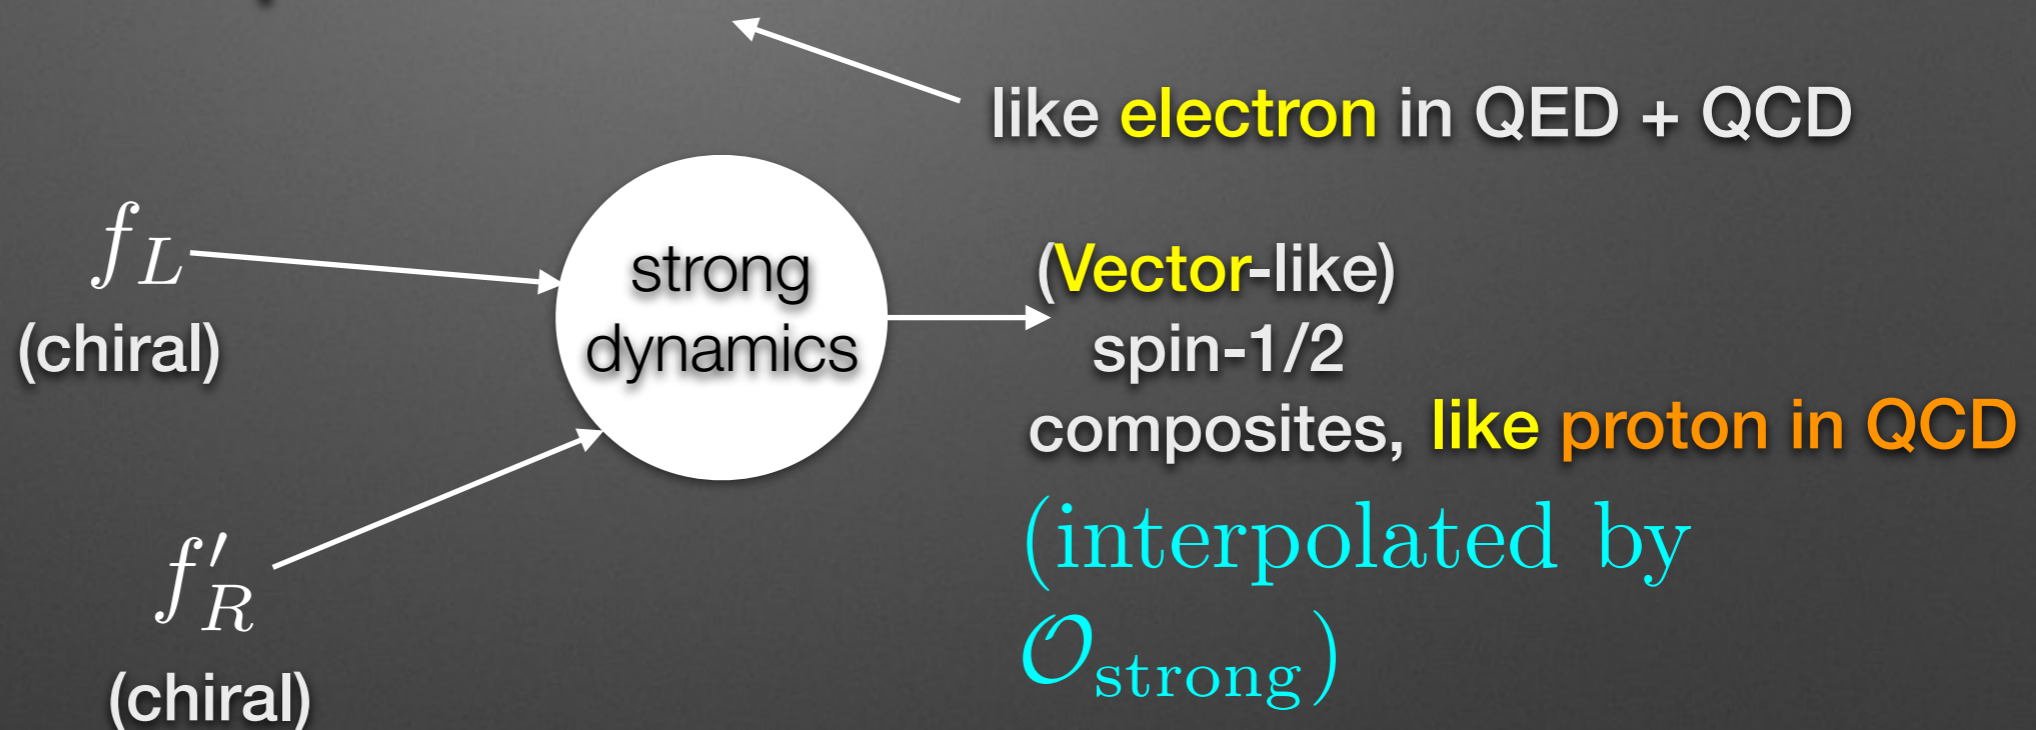 like electron in QED + QCD
f_L
(chiral)
strong
dynamics
(Vector-like)
spin-1/2
composites, like proton in QCD
f'_R
(chiral)
(interpolated by
𝒪_strong)